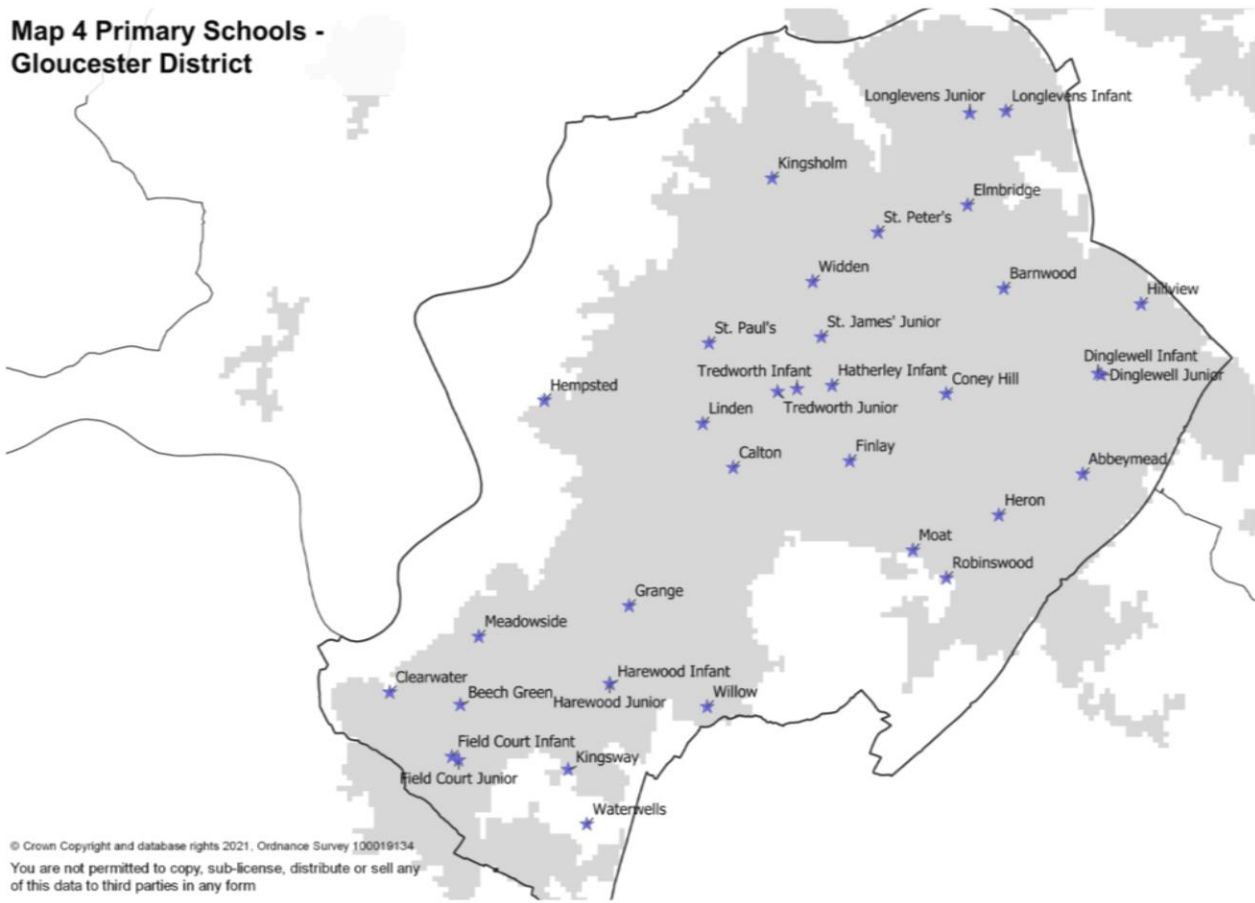 Map 4 Primary Schools -
Gloucester District
Longlevens Junior
Longlevens Infant
Kingsholm
Elmbridge
St. Peter's
Widden
Barnwood
Hillview
St. Paul's
St. James' Junior
Dinglewell Infant
Dinglewell Junior
Tredworth Infant
Hatherley Infant
Hempsted
Coney Hill
Linden
Tredworth Junior
Calton
Finlay
Abbeymead
Heron
Moat
Robinswood
Grange
Meadowside
Harewood Infant
Clearwater
Beech Green
Harewood Junior
Willow
Field Court Infant
Kingsway
Field Court Junior
Waterwells
© Crown Copyright and database rights 2021, Ordnance Survey 100019134
You are not permitted to copy, sub-license, distribute or sell any
of this data to third parties in any form